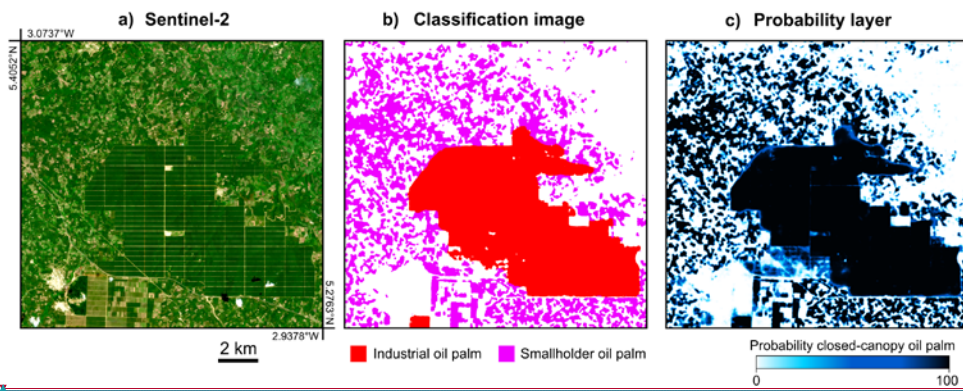 a) Sentinel-2
b) Classification image
c) Probability layer
3.0737°W
5.4052°N
5.2763°N
2.9378°W
2 km
Industrial oil palm
Smallholder oil palm
Probability closed-canopy oil palm
0
100